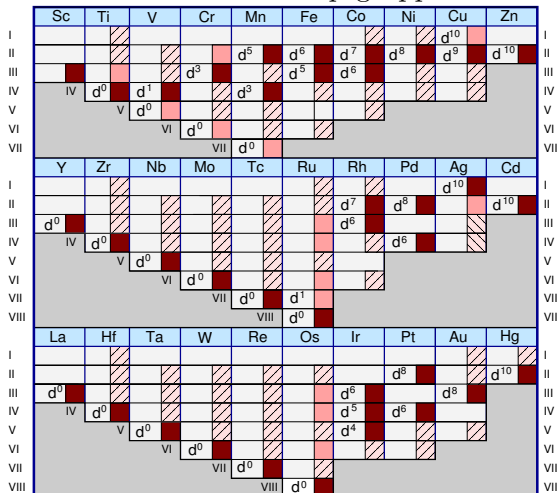 Sc Ti V Cr Mn Fe Co Ni Cu Zn
I d¹⁰ I
II d⁵ d⁶ d⁷ d⁸ d⁹ d¹⁰ II
III d³ d⁵ d⁶ III
IV IV d⁰ d¹ d³ IV
V V d⁰ V
VI VI d⁰ VI
VII VII d⁰ VII
Y Zr Nb Mo Tc Ru Rh Pd Ag Cd
I d¹⁰ I
II d⁷ d⁸ d¹⁰ II
III d⁰ d⁶ III
IV IV d⁰ d⁶ IV
V V d⁰ V
VI VI d⁰ VI
VII VII d⁰ d¹ VII
VIII VIII d⁰ VIII
La Hf Ta W Re Os Ir Pt Au Hg
I I
II d⁸ d¹⁰ II
III d⁰ d⁶ d⁸ III
IV IV d⁰ d⁵ d⁶ IV
V V d⁰ d⁴ V
VI VI d⁰ VI
VII VII d⁰ VII
VIII VIII d⁰ VIII